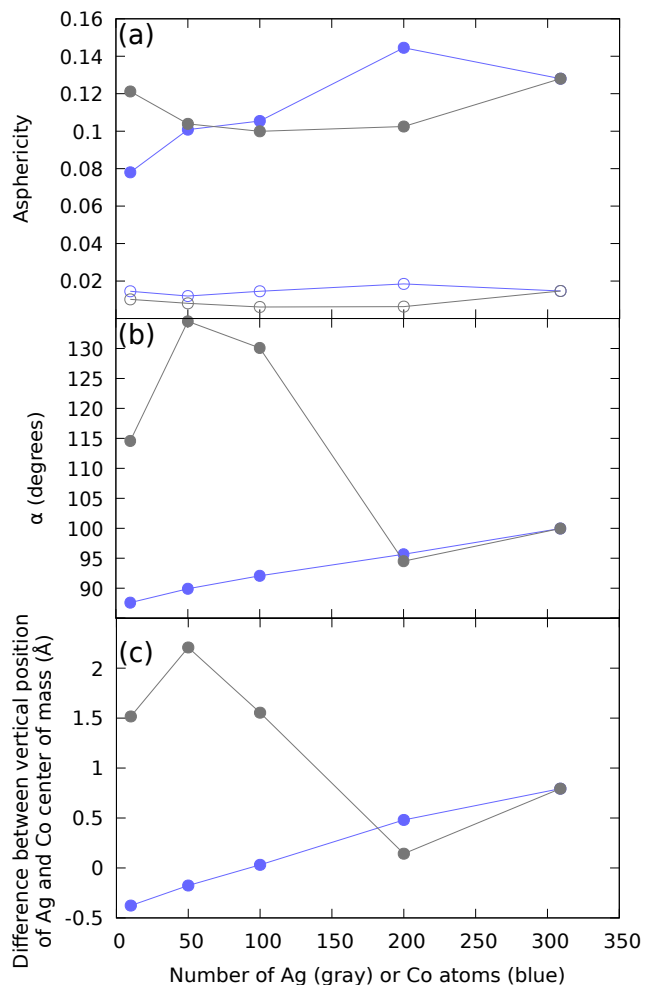 (a)
0.16
0.14
0.12
0.1
0.08
0.06
0.04
0.02
Asphericity
(b)
130
125
120
115
110
105
100
95
90
α (degrees)
(c)
2
1.5
1
0.5
0
-0.5
Difference between vertical position
of Ag and Co center of mass (Å)
0 50 100 150 200 250 300 350
Number of Ag (gray) or Co atoms (blue)